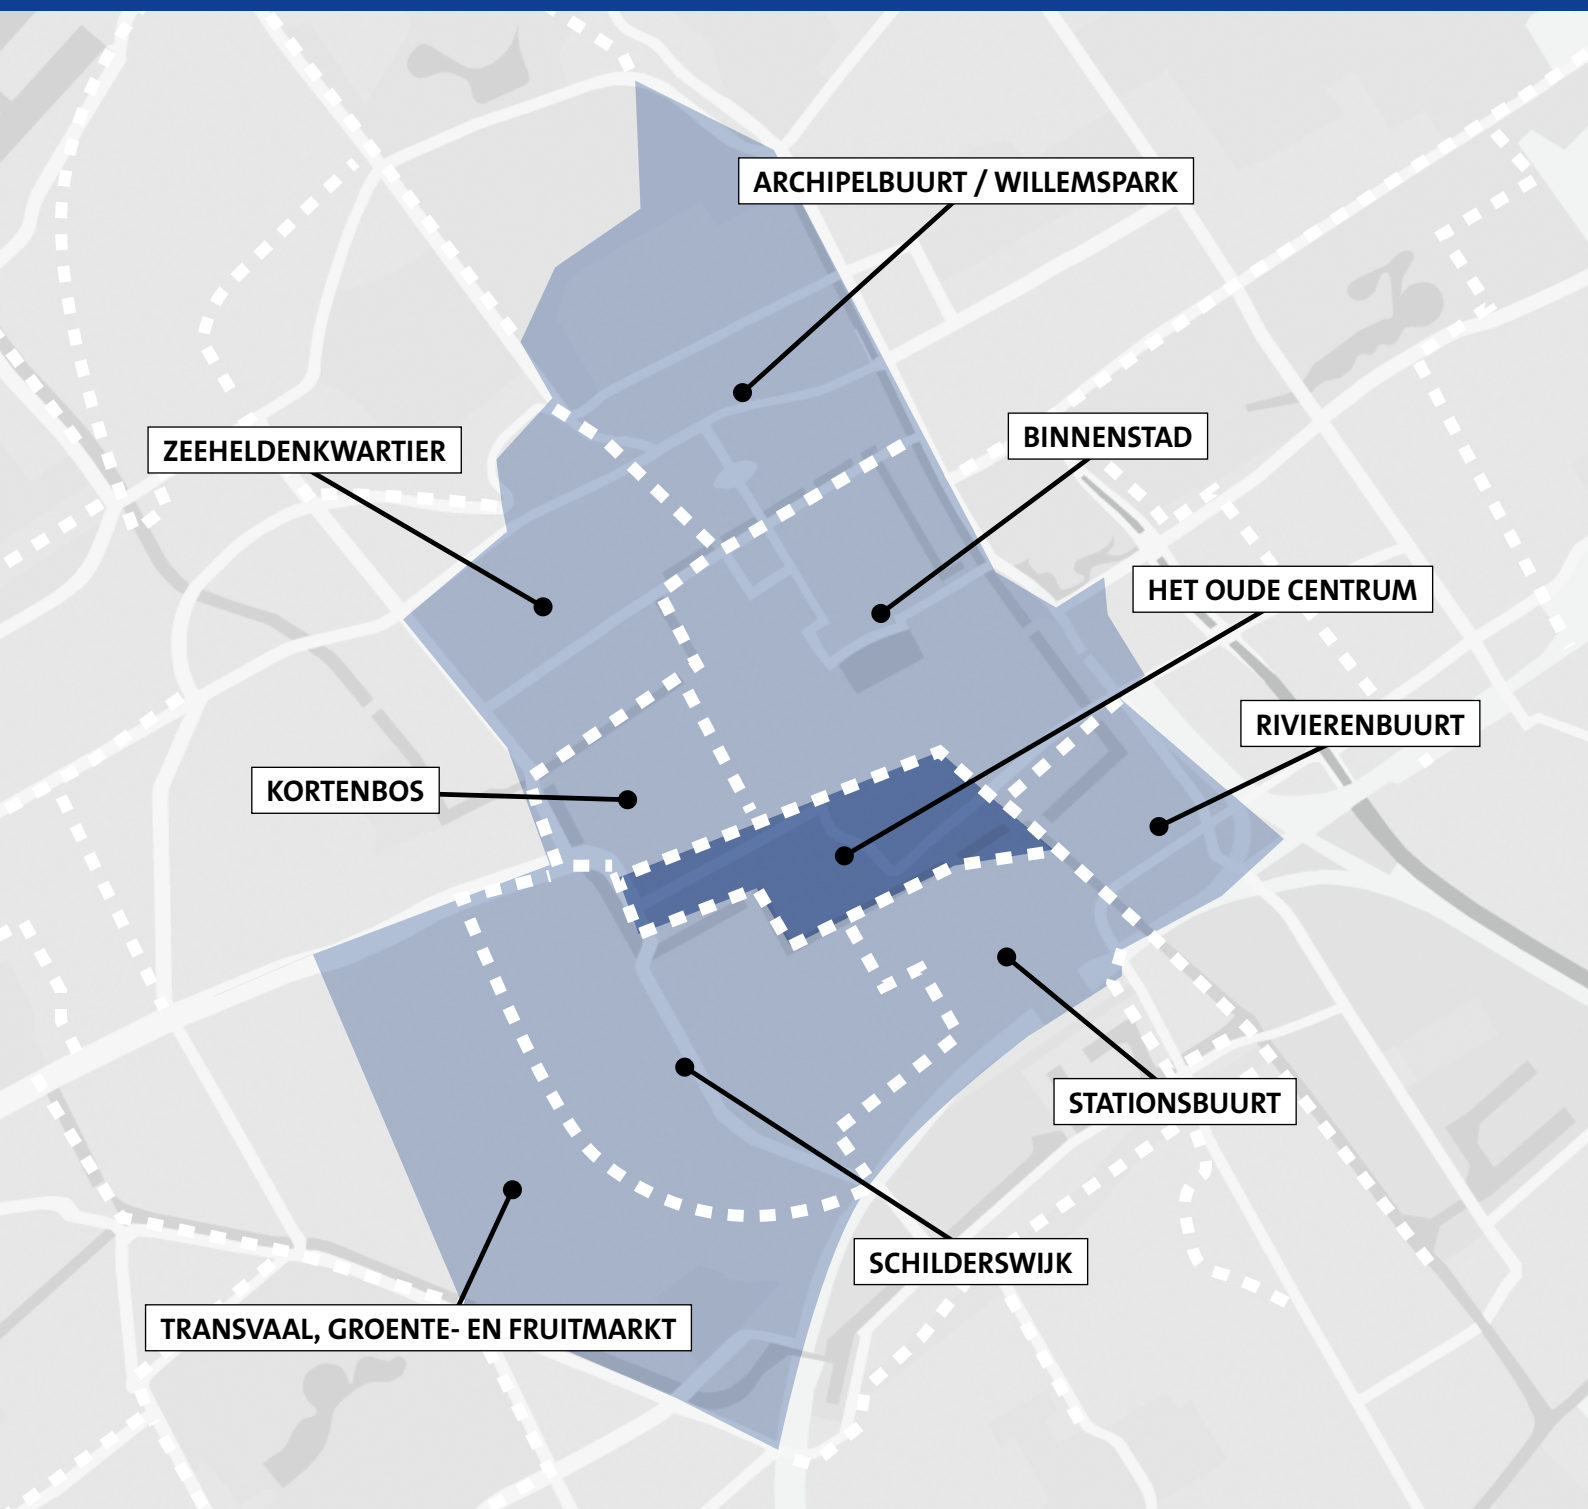 ARCHIPELBUURT / WILLEMSPARK
BINNENSTAD
ZEEHELDENKWARTIER
HET OUDE CENTRUM
RIVIERENBUURT
KORTENBOS
STATIONSBUURT
SCHILDERSWIJK
TRANSVAAL, GROENTE- EN FRUITMARKT